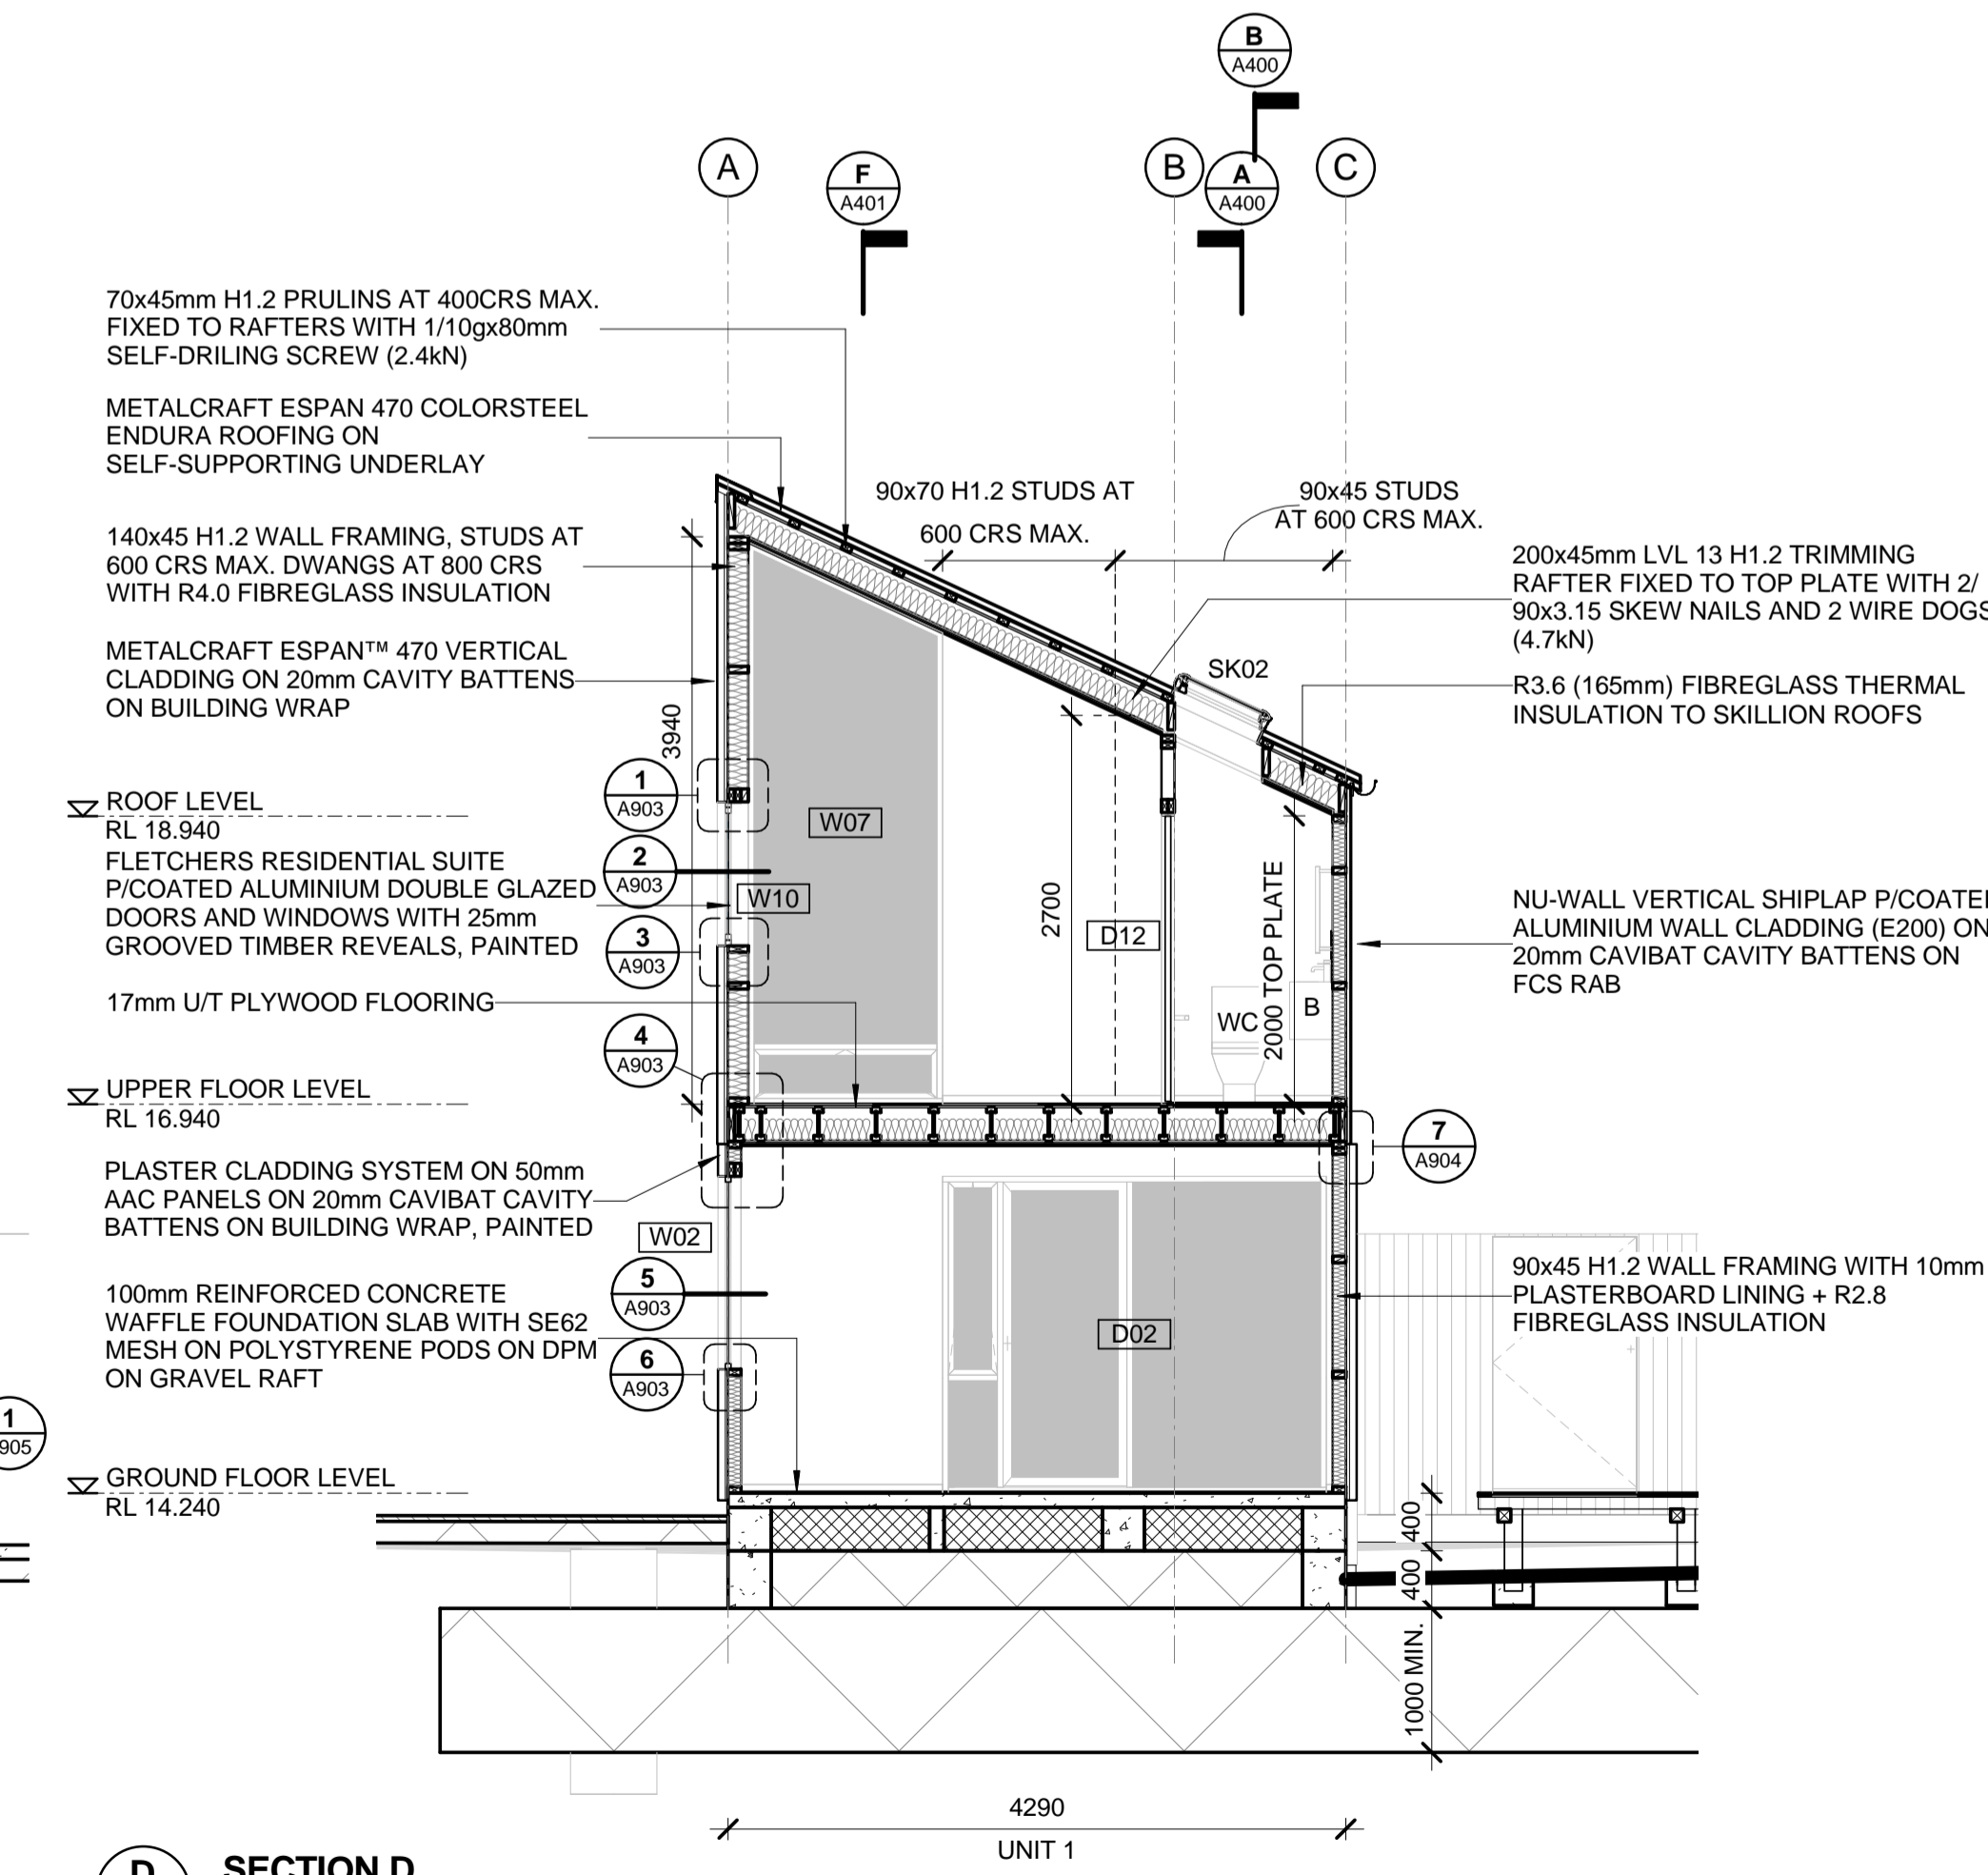 B
A400
A
F
A401
B
A
A400
C
70x45mm H1.2 PRULINS AT 400CRS MAX.
FIXED TO RAFTERS WITH 1/10gx80mm
SELF-DRILING SCREW (2.4kN)
METALCRAFT ESPAN 470 COLORSTEEL
ENDURA ROOFING ON
SELF-SUPPORTING UNDERLAY
140x45 H1.2 WALL FRAMING, STUDS AT
600 CRS MAX. DWANGS AT 800 CRS
WITH R4.0 FIBREGLASS INSULATION
METALCRAFT ESPAN™ 470 VERTICAL
CLADDING ON 20mm CAVITY BATTENS
ON BUILDING WRAP
ROOF LEVEL
RL 18.940
FLETCHERS RESIDENTIAL SUITE
P/COATED ALUMINIUM DOUBLE GLAZED
DOORS AND WINDOWS WITH 25mm
GROOVED TIMBER REVEALS, PAINTED
17mm U/T PLYWOOD FLOORING
UPPER FLOOR LEVEL
RL 16.940
PLASTER CLADDING SYSTEM ON 50mm
AAC PANELS ON 20mm CAVIBAT CAVITY
BATTENS ON BUILDING WRAP, PAINTED
100mm REINFORCED CONCRETE
WAFFLE FOUNDATION SLAB WITH SE62
MESH ON POLYSTYRENE PODS ON DPM
ON GRAVEL RAFT
GROUND FLOOR LEVEL
RL 14.240
1
905
1
A903
2
A903
3
A903
4
A903
5
A903
6
A903
3940
W07
W10
W02
90x70 H1.2 STUDS AT
600 CRS MAX.
90x45 STUDS
AT 600 CRS MAX.
SK02
2700
D12
2000 TOP PLATE
WC
B
D02
7
A904
200x45mm LVL 13 H1.2 TRIMMING
RAFTER FIXED TO TOP PLATE WITH 2/
90x3.15 SKEW NAILS AND 2 WIRE DOGS
(4.7kN)
R3.6 (165mm) FIBREGLASS THERMAL
INSULATION TO SKILLION ROOFS
NU-WALL VERTICAL SHIPLAP P/COATE
ALUMINIUM WALL CLADDING (E200) ON
20mm CAVIBAT CAVITY BATTENS ON
FCS RAB
90x45 H1.2 WALL FRAMING WITH 10mm
PLASTERBOARD LINING + R2.8
FIBREGLASS INSULATION
400
400
1000 MIN.
4290
UNIT 1
D
SECTION D